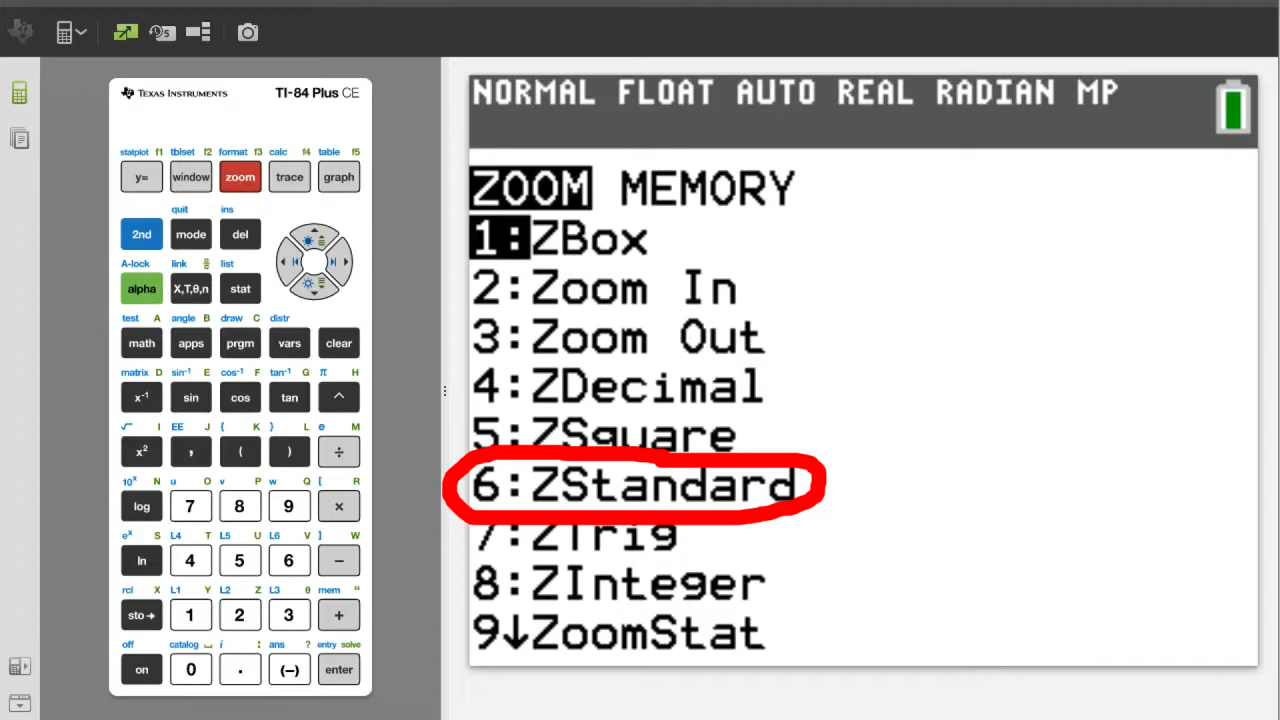 TEXAS INSTRUMENTS TI-84 Plus CE
statplot f1 tblset f2 format f3 calc f4 table f5
y= window zoom trace graph
quit ins
2nd mode del
A-lock link list
alpha X,T,θ,n stat
test A angle B draw C distr
math apps prgm vars clear
matrix D sin⁻¹ E cos⁻¹ F tan⁻¹ G π H
x⁻¹ sin cos tan ^
√ I EE J { K } L e M
x² , ( ) ÷
10ˣ N u O v P w Q [ R
log 7 8 9 ×
eˣ S L4 T L5 U L6 V ] W
ln 4 5 6 −
rcl X L1 Y L2 Z L3 θ mem "
sto→ 1 2 3 +
off catalog ␣ i : ans ? entry solve
on 0 . (−) enter
NORMAL FLOAT AUTO REAL RADIAN MP
ZOOM MEMORY
1:ZBox
2:Zoom In
3:Zoom Out
4:ZDecimal
5:ZSquare
6:ZStandard
7:ZTrig
8:ZInteger
9↓ZoomStat